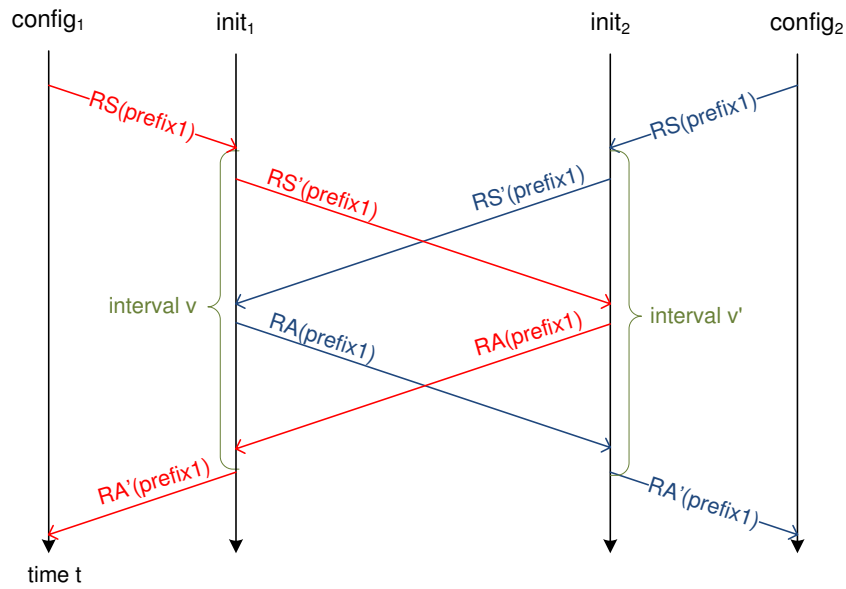 config₁
init₁
init₂
config₂
RS(prefix1)
RS(prefix1)
RS’(prefix1)
RS’(prefix1)
interval v
interval v'
RA(prefix1)
RA(prefix1)
RA’(prefix1)
RA’(prefix1)
time t